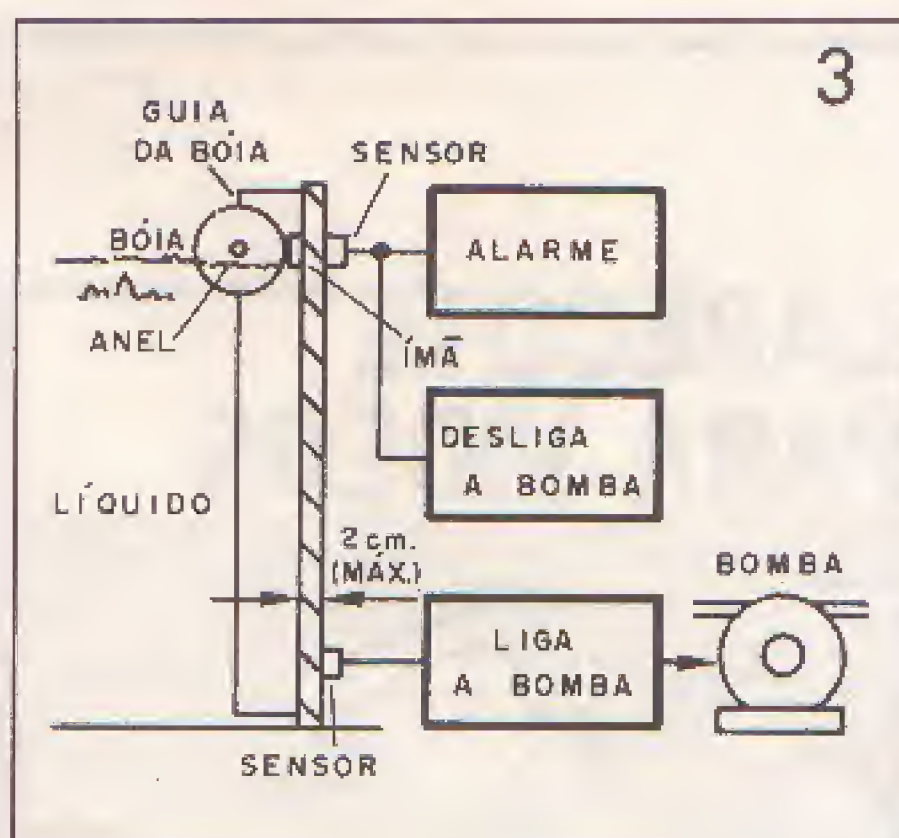 3
GUIA
DA BÓIA
SENSOR
BÓIA
ALARME
ANEL
ÍMÃ
DESLIGA
A BOMBA
LÍQUIDO
2 cm.
(MÁX.)
BOMBA
LIGA
A BOMBA
SENSOR